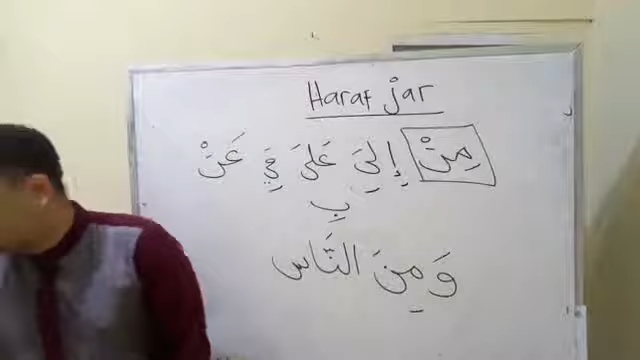 Haraf jar
مِنْ إِلَىَ عَلَىَ فِيَ عَنْ
بِ
وَمِنَ النَّاس